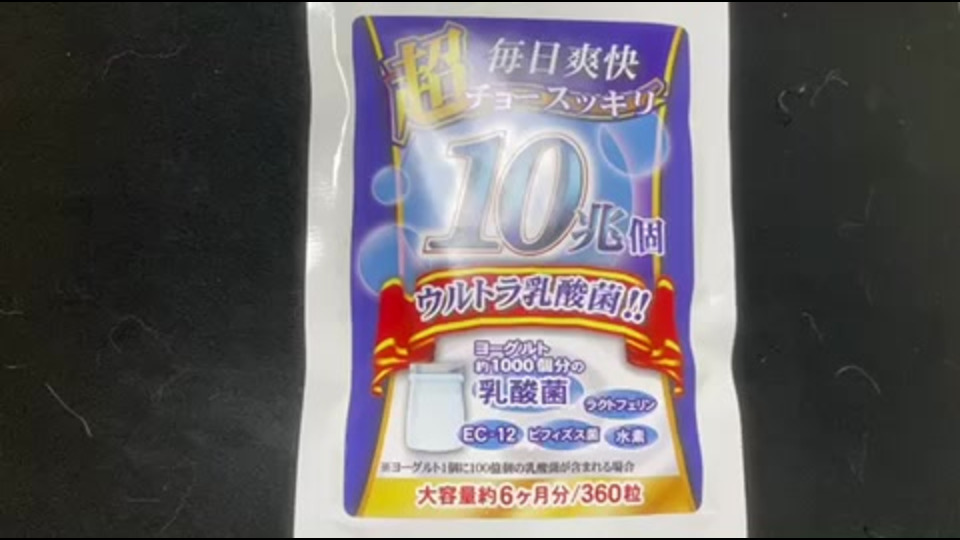 超 毎日爽快
チョースッキリ
10兆個
ウルトラ乳酸菌!!
ヨーグルト
約1000個分の
乳酸菌
ラクトフェリン
EC-12 ビフィズス菌 水素
※ヨーグルト1個に100億個の乳酸菌が含まれる場合
大容量約6ヶ月分/360粒